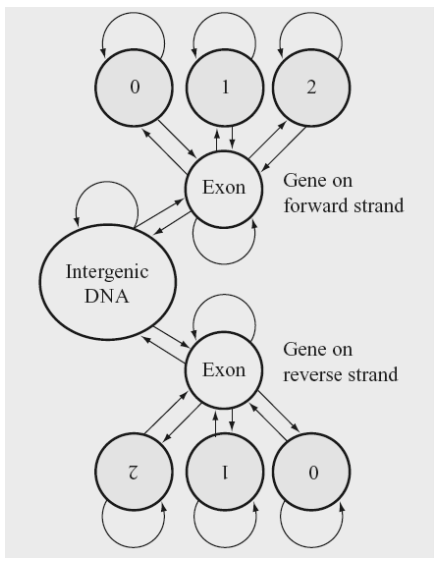 0
1
2
Exon
Gene on
forward strand
Intergenic
DNA
Exon
Gene on
reverse strand
2
1
0